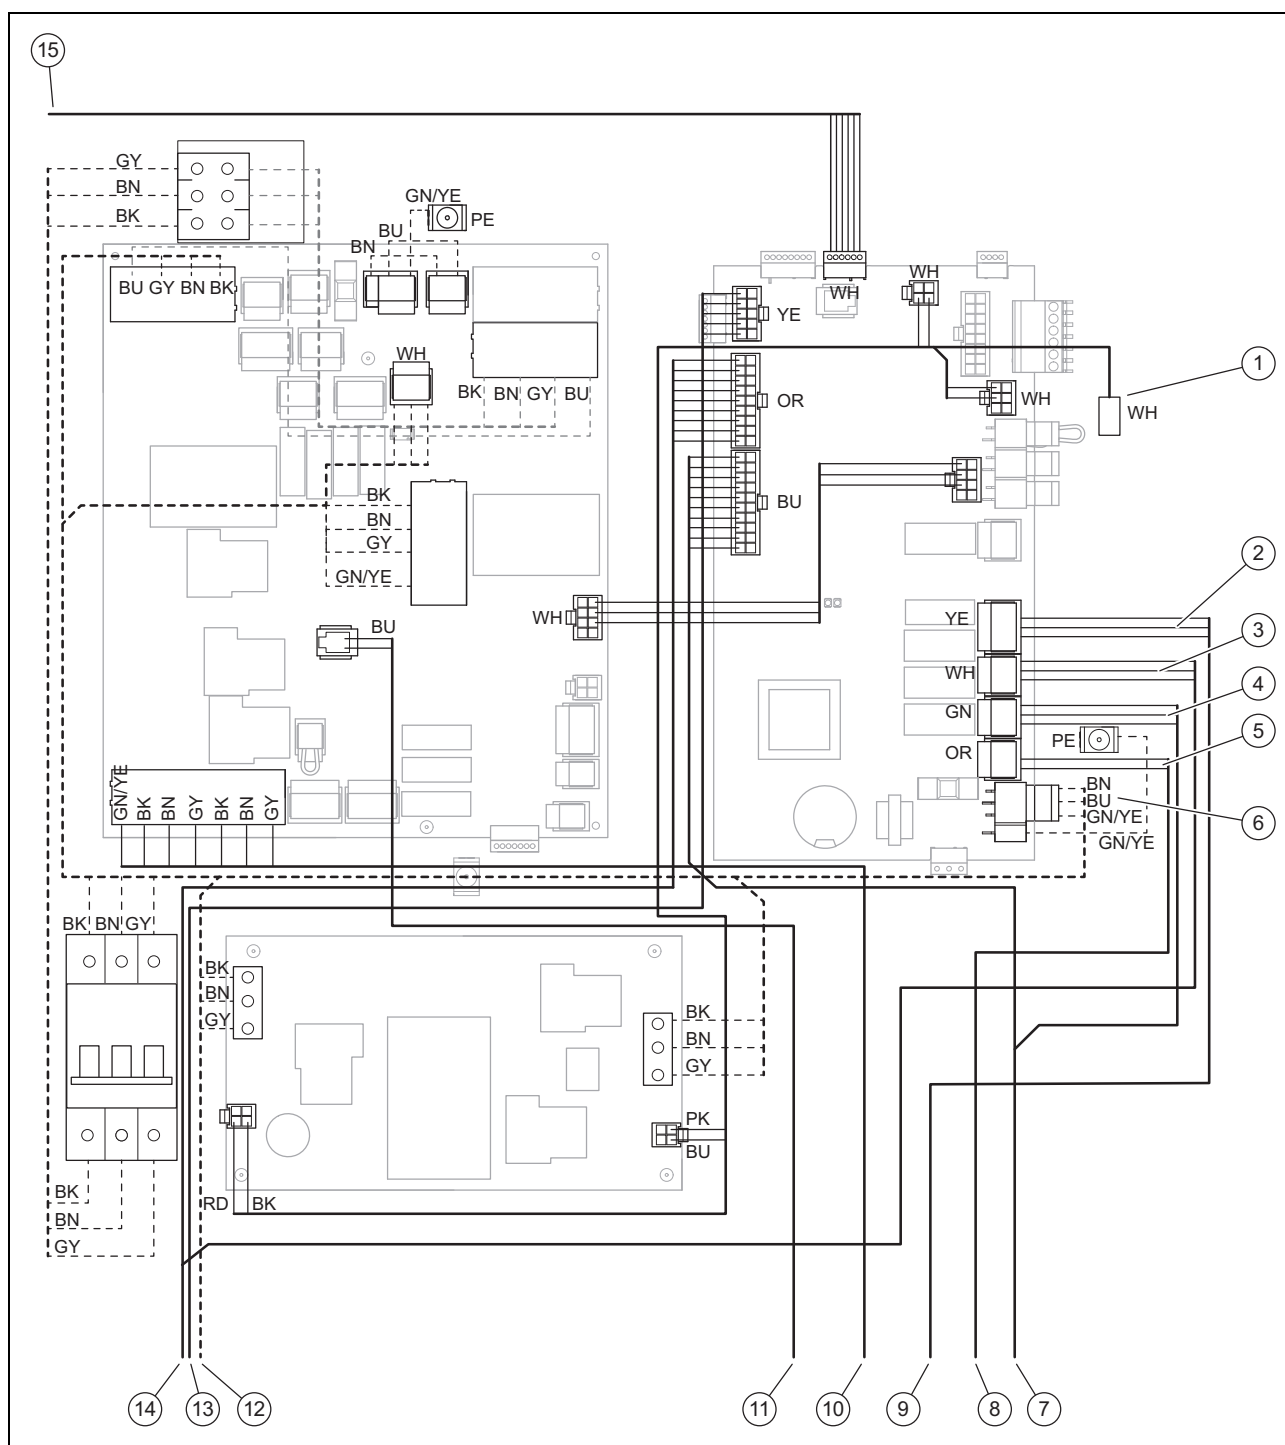 15
GY
BN
BK
GN/YE
PE
BU
BN
BU GY BN BK
WH
WH
YE
WH
BK BN GY BU
OR
WH
1
WH
BK
BN
GY
GN/YE
BU
2
BU
WH
YE
3
WH
4
GN
PE
5
OR
BN
BU
GN/YE
6
GN/YE
GN/YE BK BN GY BK BN GY
BK BN GY
BK
BN
GY
BK
BN
GY
PK
BU
BK
RD BK
BN
GY
14 13 12 11 10 9 8 7